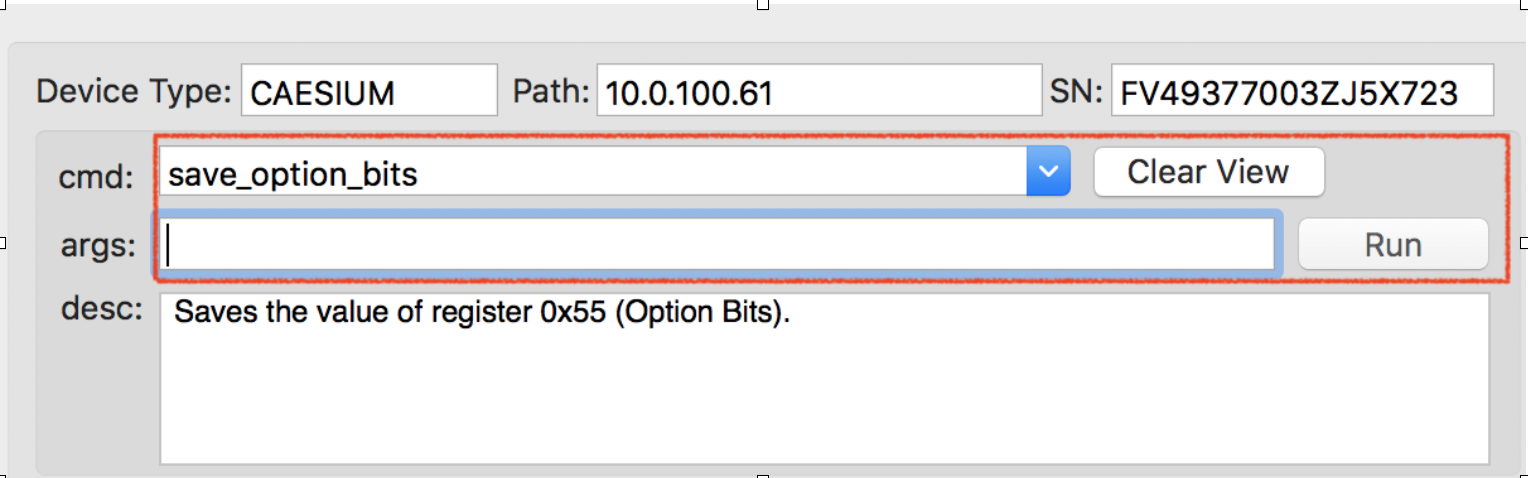 Device Type: CAESIUM Path: 10.0.100.61 SN: FV49377003ZJ5X723
cmd: save_option_bits Clear View
args: Run
desc: Saves the value of register 0x55 (Option Bits).